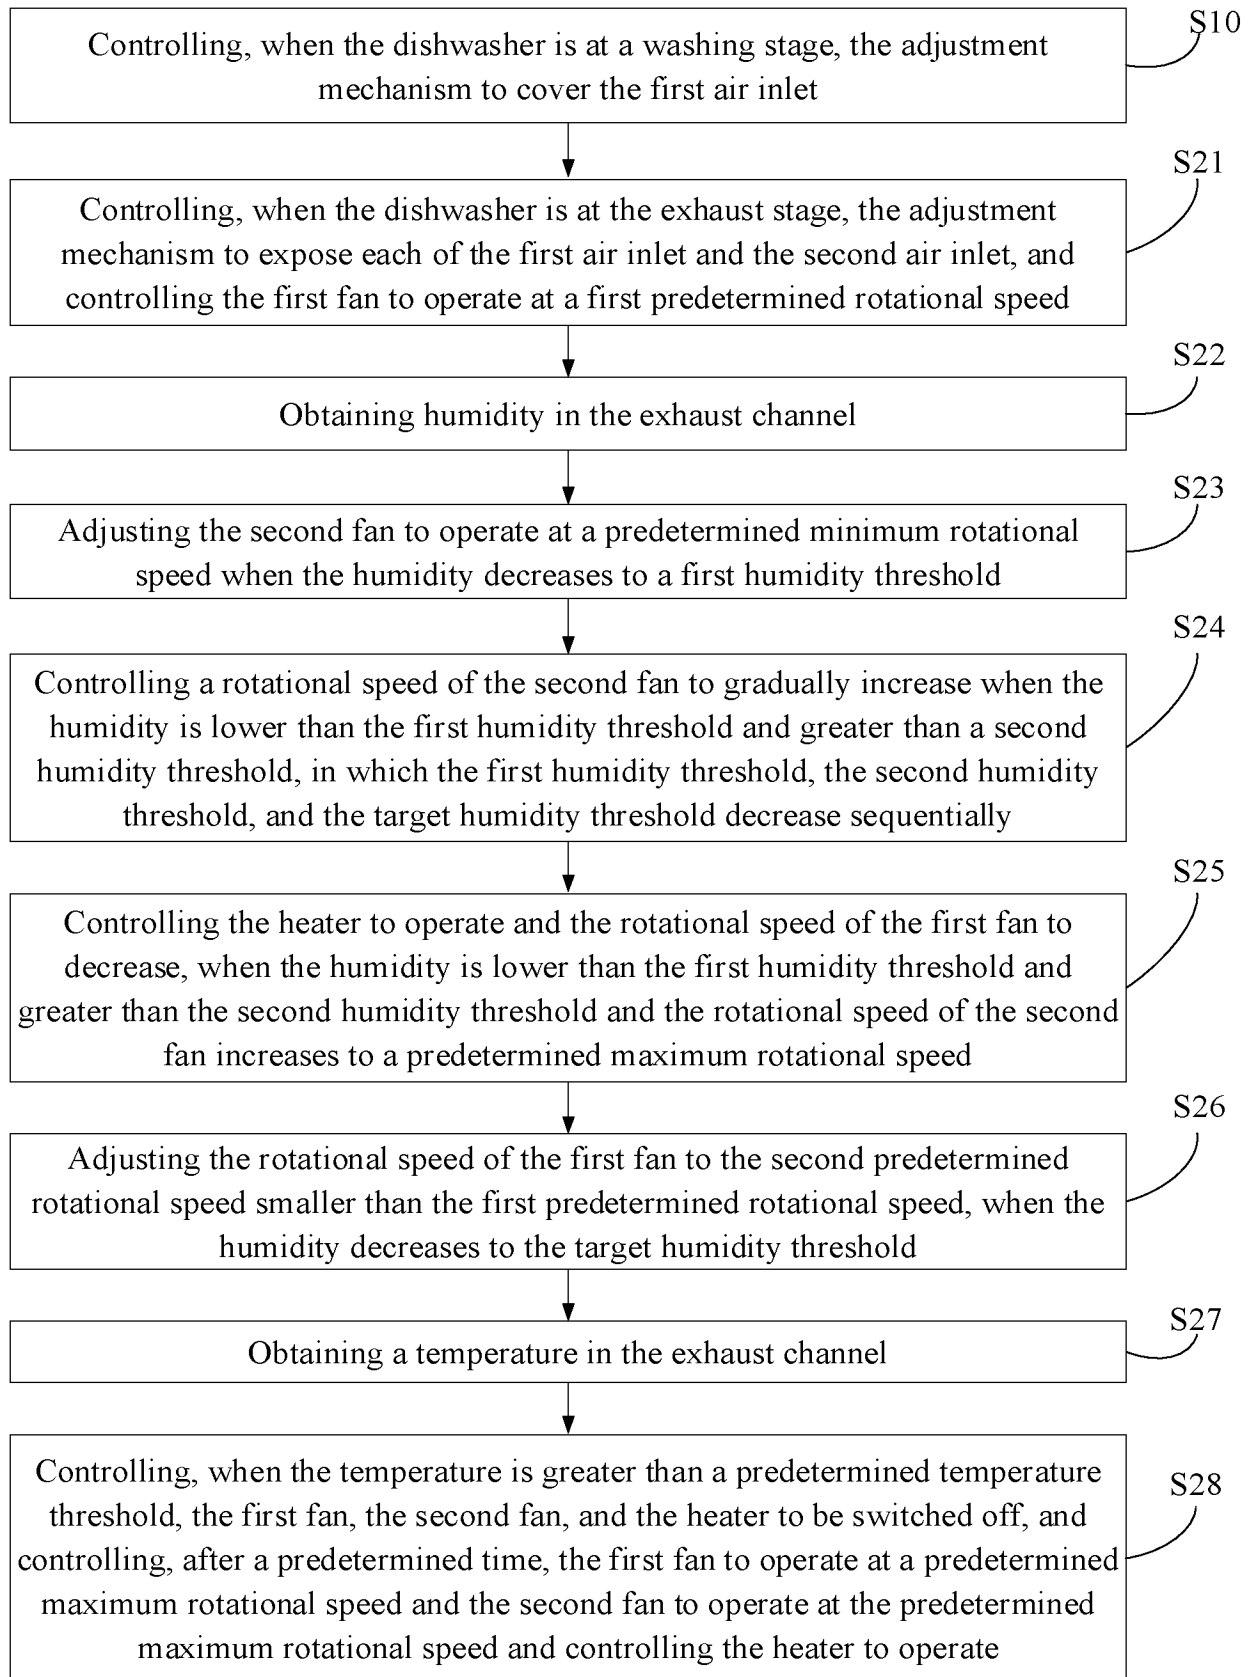 S10
Controlling, when the dishwasher is at a washing stage, the adjustment
mechanism to cover the first air inlet
S21
Controlling, when the dishwasher is at the exhaust stage, the adjustment
mechanism to expose each of the first air inlet and the second air inlet, and
controlling the first fan to operate at a first predetermined rotational speed
S22
Obtaining humidity in the exhaust channel
S23
Adjusting the second fan to operate at a predetermined minimum rotational
speed when the humidity decreases to a first humidity threshold
S24
Controlling a rotational speed of the second fan to gradually increase when the
humidity is lower than the first humidity threshold and greater than a second
humidity threshold, in which the first humidity threshold, the second humidity
threshold, and the target humidity threshold decrease sequentially
S25
Controlling the heater to operate and the rotational speed of the first fan to
decrease, when the humidity is lower than the first humidity threshold and
greater than the second humidity threshold and the rotational speed of the second
fan increases to a predetermined maximum rotational speed
S26
Adjusting the rotational speed of the first fan to the second predetermined
rotational speed smaller than the first predetermined rotational speed, when the
humidity decreases to the target humidity threshold
S27
Obtaining a temperature in the exhaust channel
S28
Controlling, when the temperature is greater than a predetermined temperature
threshold, the first fan, the second fan, and the heater to be switched off, and
controlling, after a predetermined time, the first fan to operate at a predetermined
maximum rotational speed and the second fan to operate at the predetermined
maximum rotational speed and controlling the heater to operate